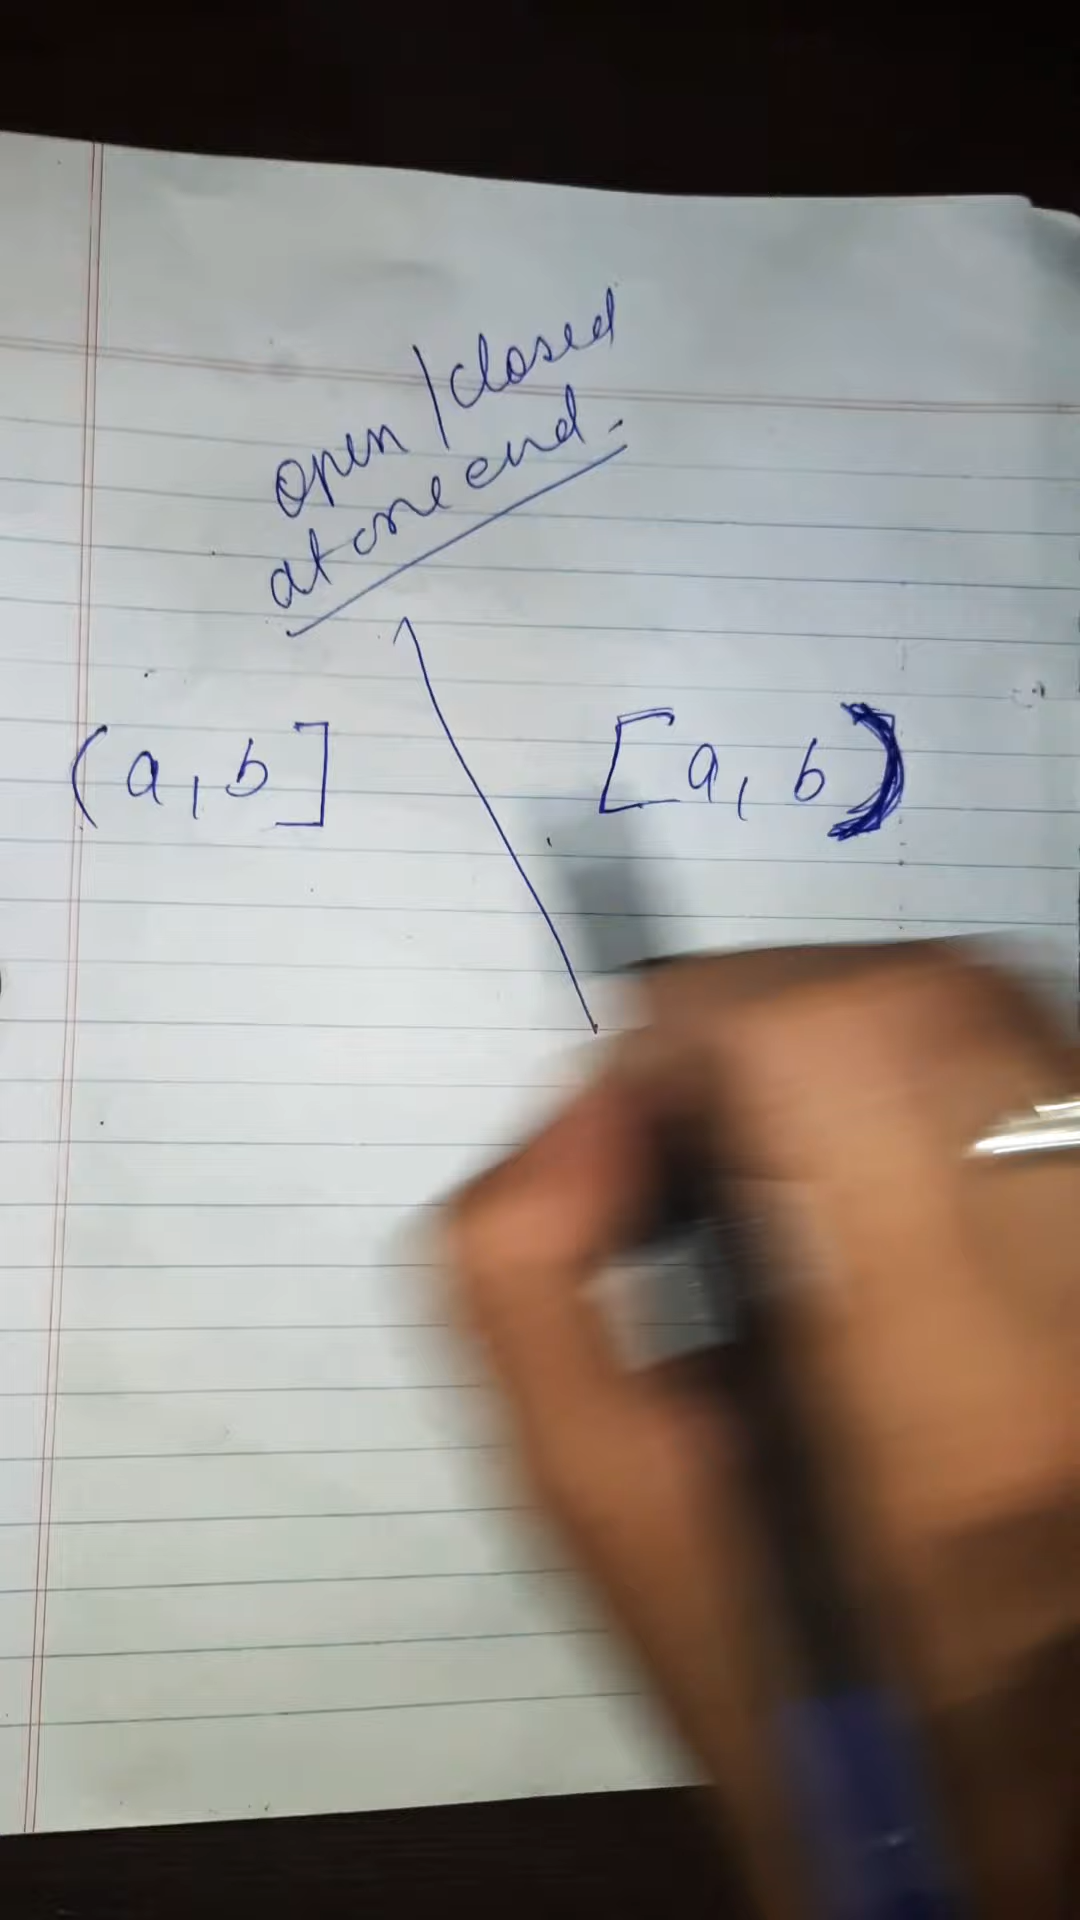 open/closed
at one end.
(a, b] [a, b)